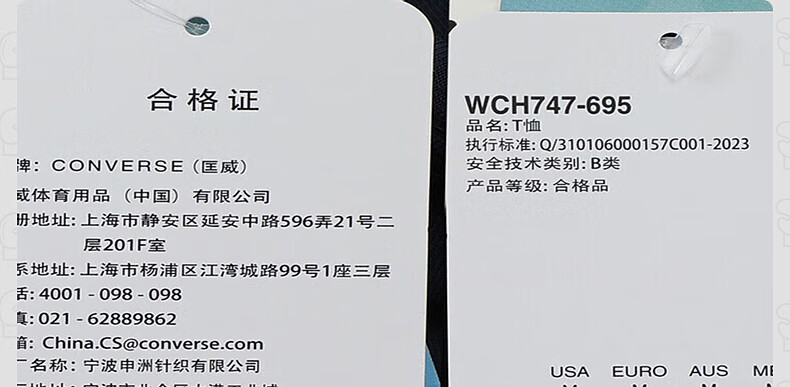 合格证
牌: CONVERSE (匡威)
威体育用品 (中国) 有限公司
册地址: 上海市静安区延安中路596弄21号二
层201F室
系地址: 上海市杨浦区江湾城路99号1座三层
话: 4001 - 098 - 098
真: 021 - 62889862
箱: China.CS@converse.com
厂名称: 宁波申洲针织有限公司
WCH747-695
品名: T恤
执行标准: Q/310106000157C001-2023
安全技术类别: B类
产品等级: 合格品
USA EURO AUS